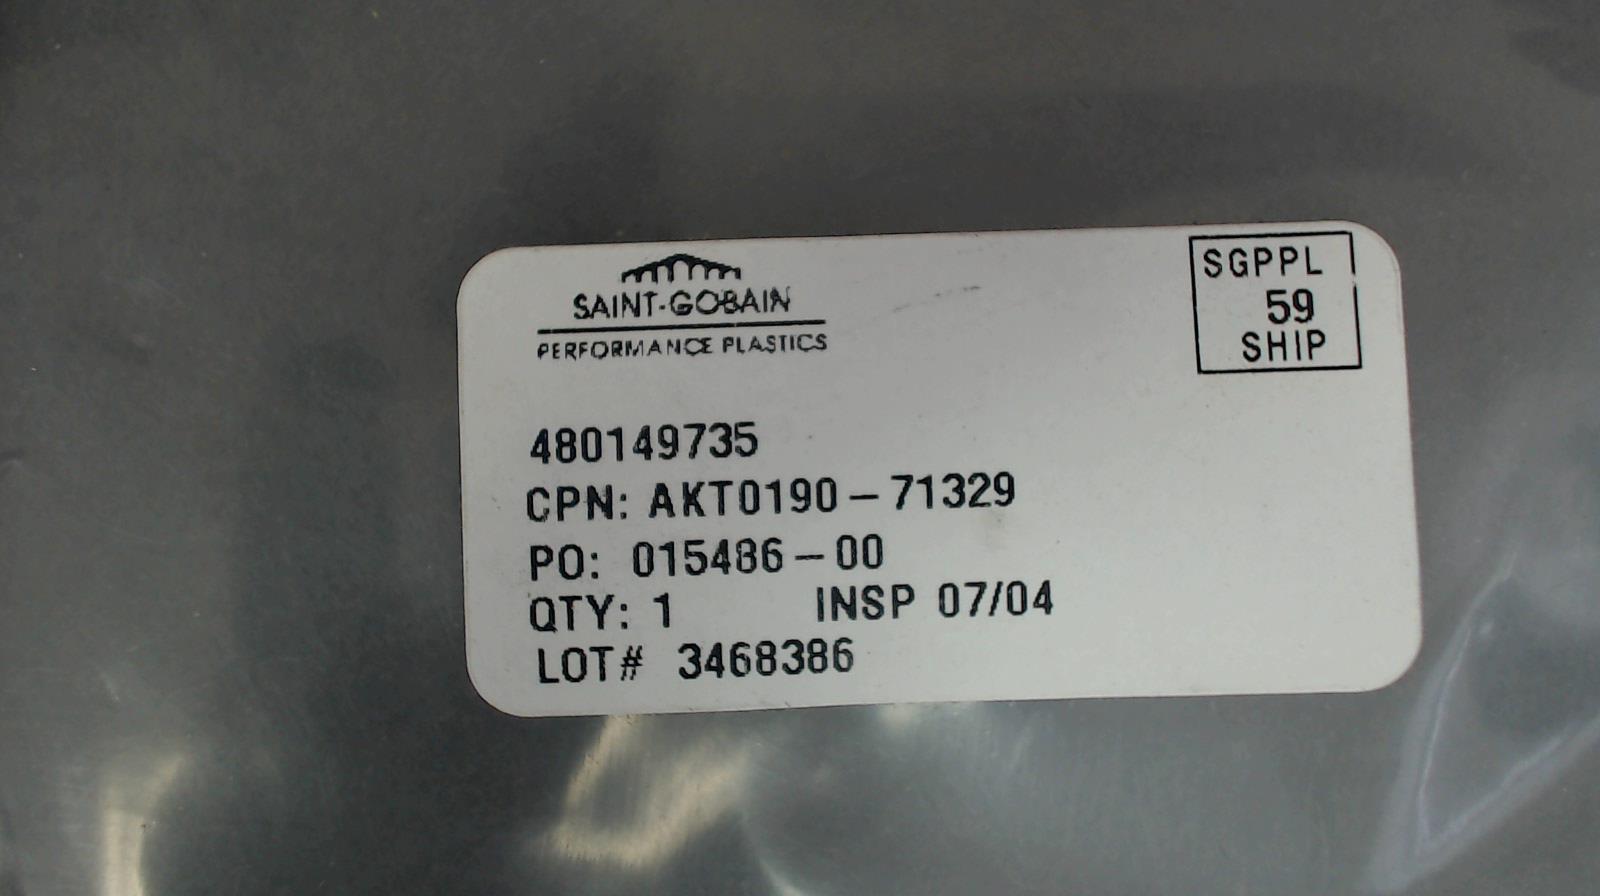 SAINT-GOBAIN
PERFORMANCE PLASTICS
SGPPL
59
SHIP
480149735
CPN: AKT0190-71329
PO: 015486-00
QTY: 1 INSP 07/04
LOT# 3468386